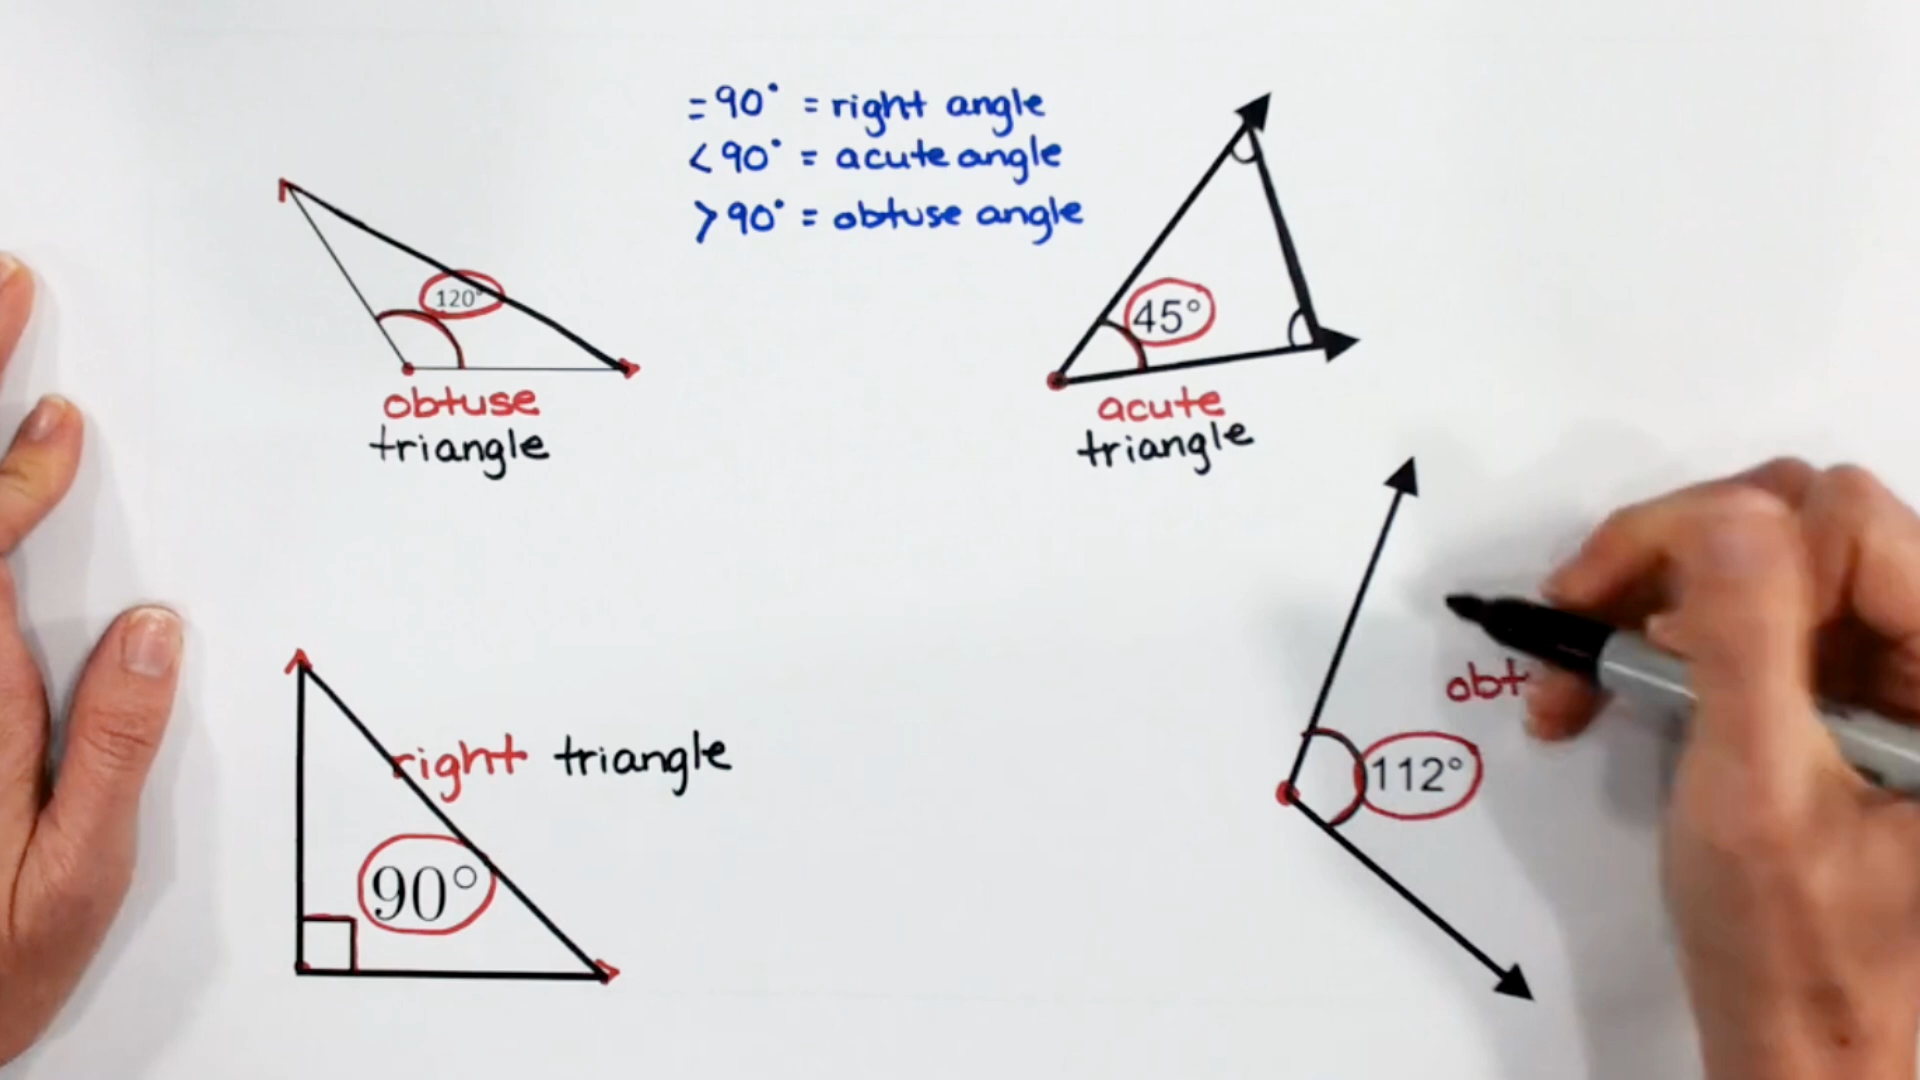 =90° = right angle
<90° = acute angle
>90° = obtuse angle
120°
obtuse
triangle
45°
acute
triangle
right triangle
90°
obt
112°